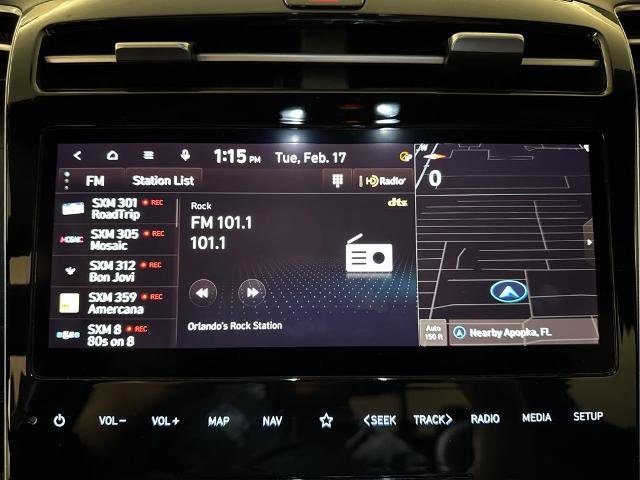 1:15 PM Tue, Feb. 17
FM Station List HD Radio
SXM 301 REC
RoadTrip
SXM 305 REC
MOSAIC Mosaic
SXM 312 REC
Bon Jovi
SXM 359 REC
Amercana
SXM 8 REC
80s on 8
Rock
dts
FM 101.1
101.1
Orlando's Rock Station
N
0
Auto
150 ft
Nearby Apopka, FL
VOL− VOL+ MAP NAV <SEEK TRACK> RADIO MEDIA SETUP